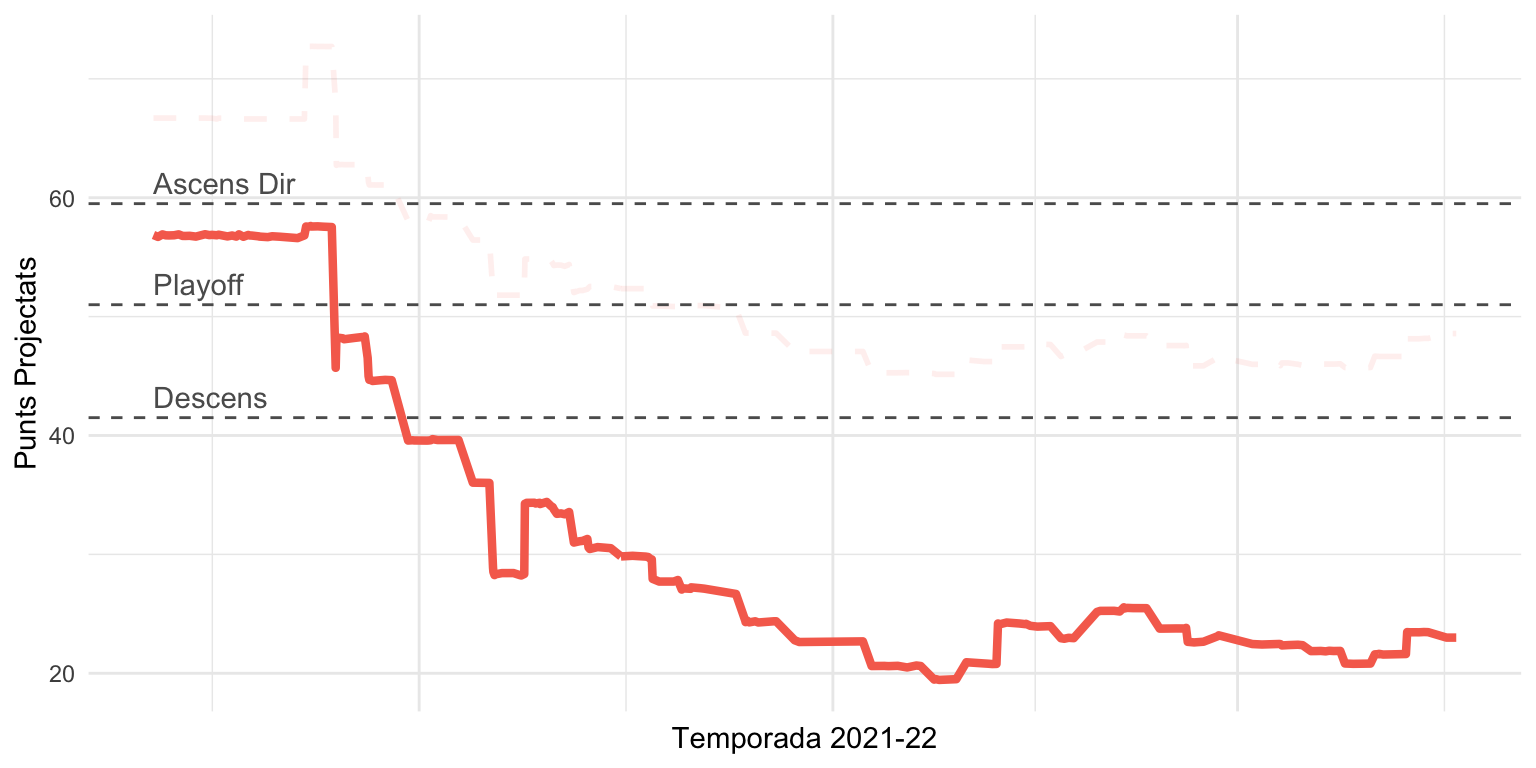 Ascens Dir
60
Playoff
Descens
40
20
Punts Projectats
Temporada 2021-22